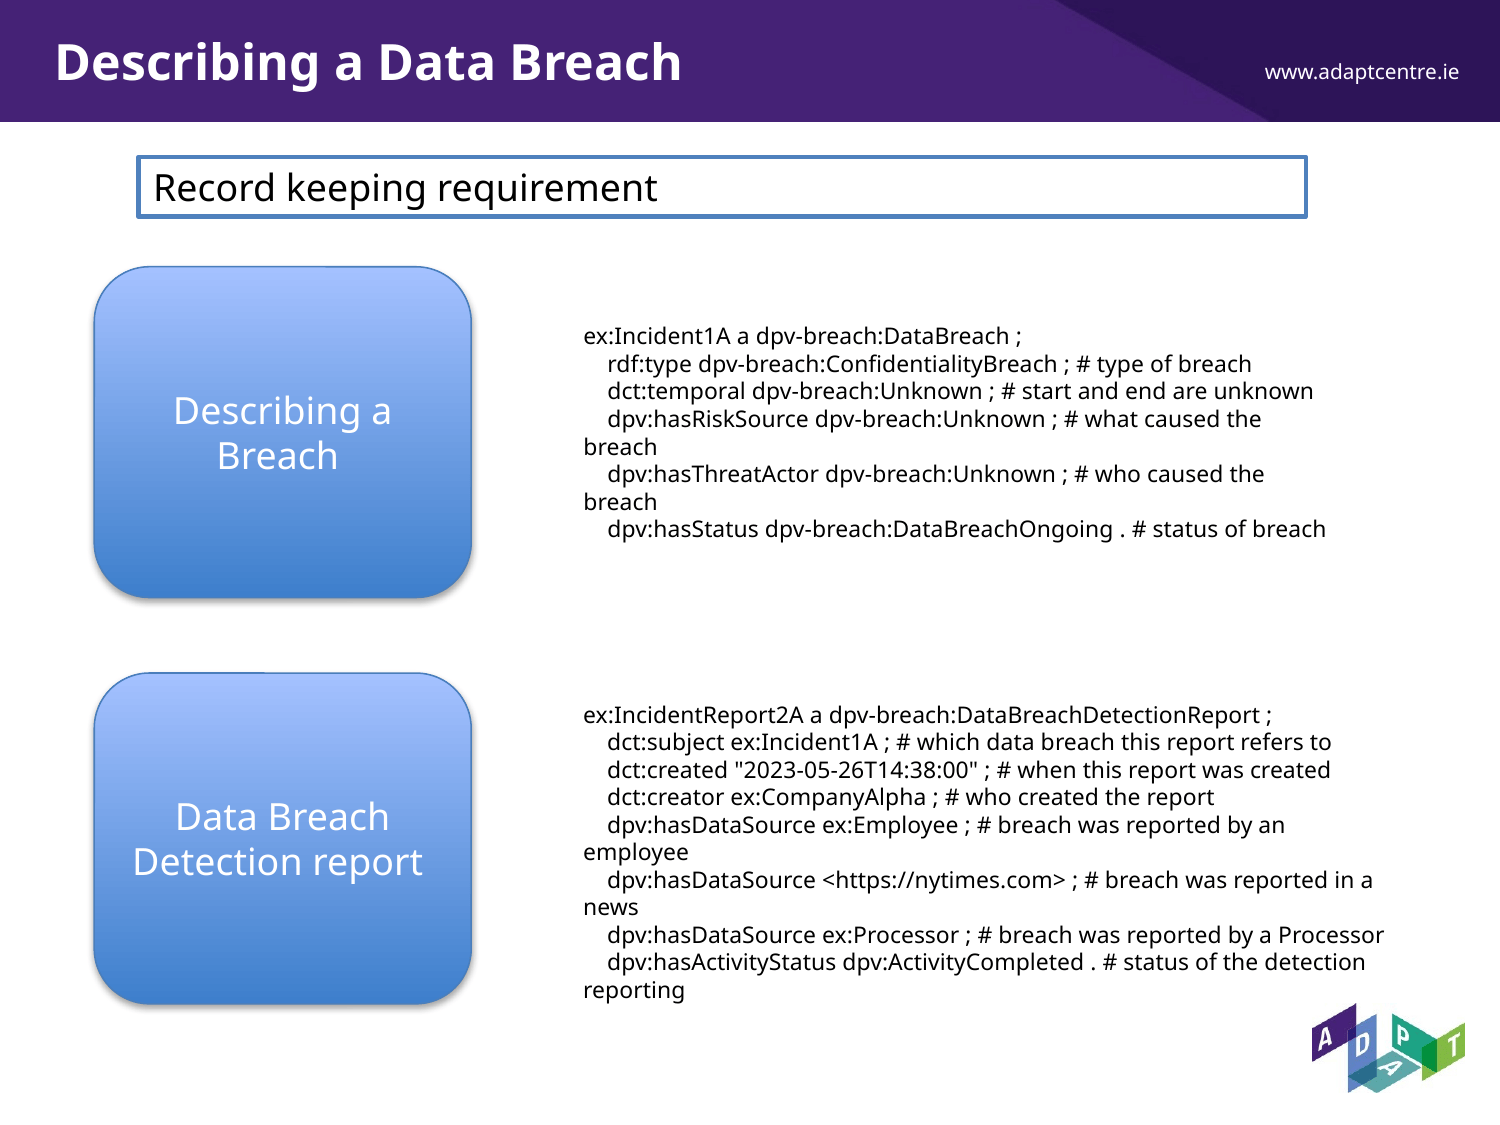 Describing a Data Breach
www.adaptcentre.ie
Record keeping requirement
Describing a
Breach
ex:Incident1A a dpv-breach:DataBreach ;
    rdf:type dpv-breach:ConfidentialityBreach ; # type of breach
    dct:temporal dpv-breach:Unknown ; # start and end are unknown
    dpv:hasRiskSource dpv-breach:Unknown ; # what caused the
breach
    dpv:hasThreatActor dpv-breach:Unknown ; # who caused the
breach
    dpv:hasStatus dpv-breach:DataBreachOngoing . # status of breach
Data Breach
Detection report
ex:IncidentReport2A a dpv-breach:DataBreachDetectionReport ;
    dct:subject ex:Incident1A ; # which data breach this report refers to
    dct:created "2023-05-26T14:38:00" ; # when this report was created
    dct:creator ex:CompanyAlpha ; # who created the report
    dpv:hasDataSource ex:Employee ; # breach was reported by an
employee
    dpv:hasDataSource <https://nytimes.com> ; # breach was reported in a
news
    dpv:hasDataSource ex:Processor ; # breach was reported by a Processor
    dpv:hasActivityStatus dpv:ActivityCompleted . # status of the detection
reporting
ADAPT